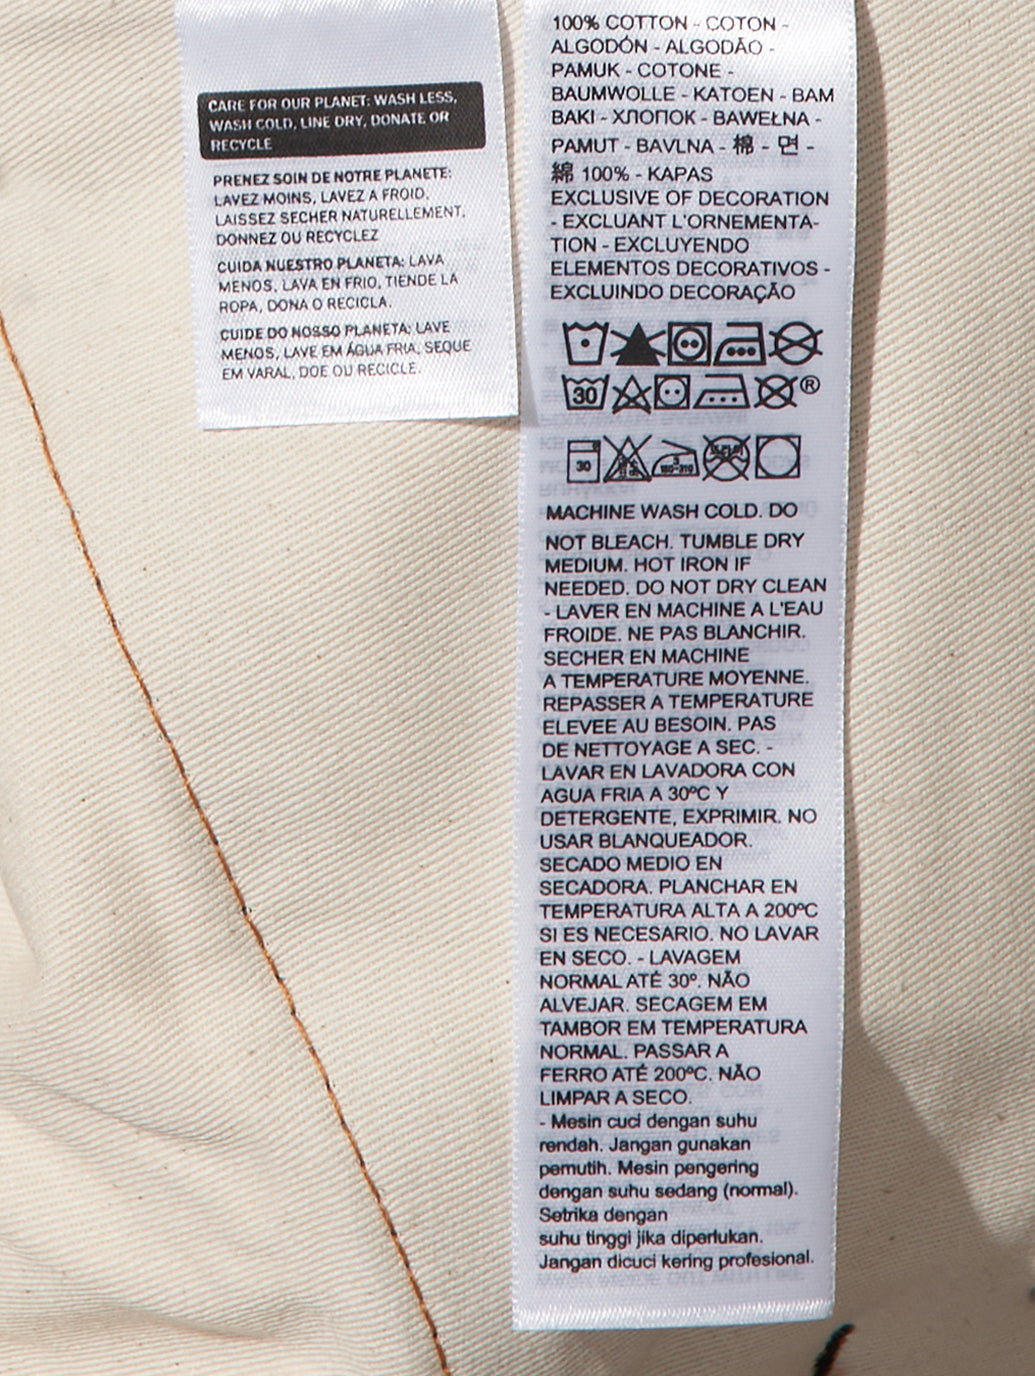 CARE FOR OUR PLANET: WASH LESS,
WASH COLD, LINE DRY, DONATE OR
RECYCLE
PRENEZ SOIN DE NOTRE PLANETE:
LAVEZ MOINS, LAVEZ A FROID,
LAISSEZ SECHER NATURELLEMENT,
DONNEZ OU RECYCLEZ
CUIDA NUESTRO PLANETA: LAVA
MENOS, LAVA EN FRIO, TIENDE LA
ROPA, DONA O RECICLA.
CUIDE DO NOSSO PLANETA: LAVE
MENOS, LAVE EM ÁGUA FRIA, SEQUE
EM VARAL, DOE OU RECICLE.
100% COTTON - COTON -
ALGODÓN - ALGODÃO -
PAMUK - COTONE -
BAUMWOLLE - KATOEN - BAM
BAKI - ХЛОПОК - BAWEŁNA -
PAMUT - BAVLNA - 棉 - 면 -
綿 100% - KAPAS
EXCLUSIVE OF DECORATION
- EXCLUANT L'ORNEMENTA-
TION - EXCLUYENDO
ELEMENTOS DECORATIVOS -
EXCLUINDO DECORAÇÃO
30 ®
30
MACHINE WASH COLD. DO
NOT BLEACH. TUMBLE DRY
MEDIUM. HOT IRON IF
NEEDED. DO NOT DRY CLEAN
- LAVER EN MACHINE A L'EAU
FROIDE. NE PAS BLANCHIR.
SECHER EN MACHINE
A TEMPERATURE MOYENNE.
REPASSER A TEMPERATURE
ELEVEE AU BESOIN. PAS
DE NETTOYAGE A SEC. -
LAVAR EN LAVADORA CON
AGUA FRIA A 30ºC Y
DETERGENTE, EXPRIMIR. NO
USAR BLANQUEADOR.
SECADO MEDIO EN
SECADORA. PLANCHAR EN
TEMPERATURA ALTA A 200ºC
SI ES NECESARIO. NO LAVAR
EN SECO. - LAVAGEM
NORMAL ATÉ 30º. NÃO
ALVEJAR. SECAGEM EM
TAMBOR EM TEMPERATURA
NORMAL. PASSAR A
FERRO ATÉ 200ºC. NÃO
LIMPAR A SECO.
- Mesin cuci dengan suhu
rendah. Jangan gunakan
pemutih. Mesin pengering
dengan suhu sedang (normal).
Setrika dengan
suhu tinggi jika diperlukan.
Jangan dicuci kering profesional.